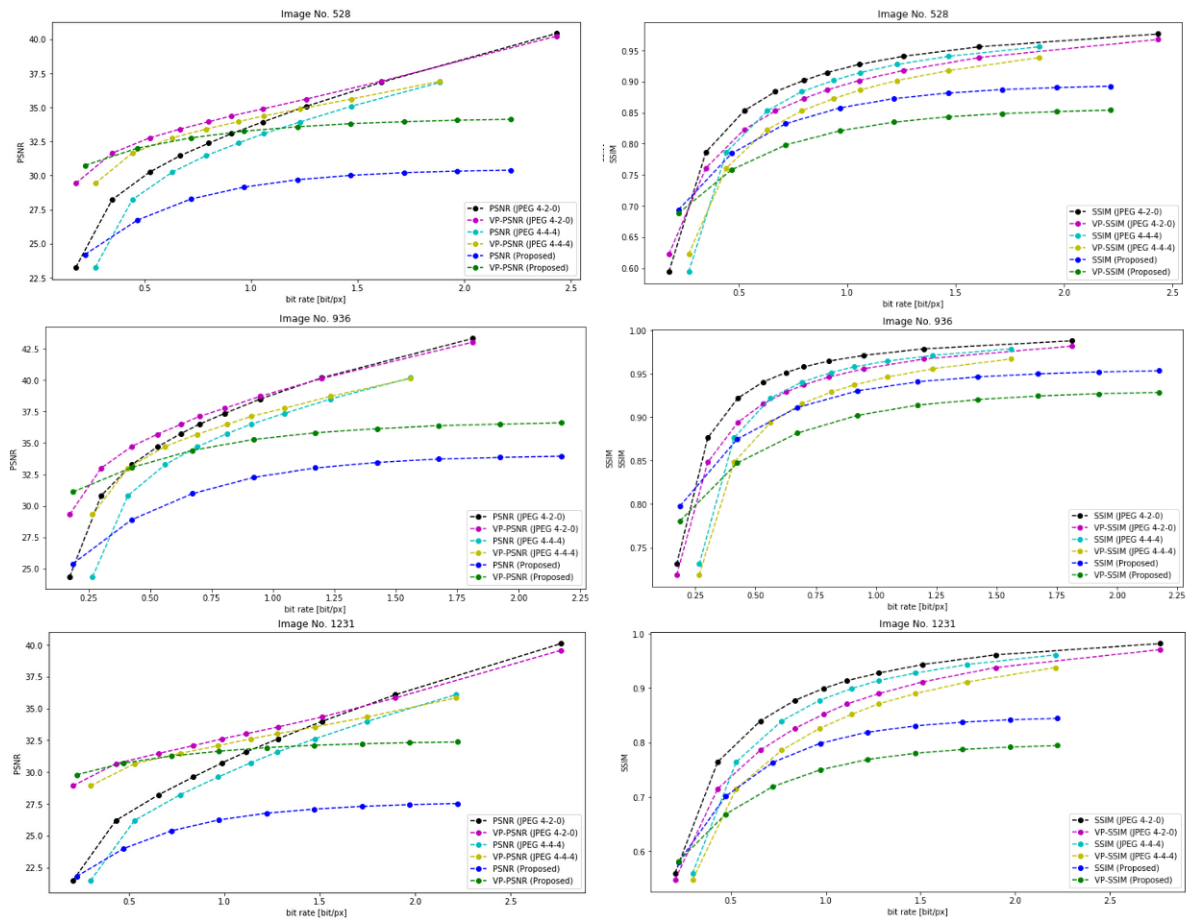 Image No. 528
PSNR
40.0
37.5
35.0
32.5
30.0
27.5
25.0
22.5
0.5
1.0
1.5
2.0
2.5
bit rate [bit/px]
PSNR (JPEG 4-2-0)
VP-PSNR (JPEG 4-2-0)
PSNR (JPEG 4-4-4)
VP-PSNR (JPEG 4-4-4)
PSNR (Proposed)
VP-PSNR (Proposed)
Image No. 528
SSIM
0.95
0.90
0.85
0.80
0.75
0.70
0.65
0.60
0.5
1.0
1.5
2.0
2.5
bit rate [bit/px]
SSIM (JPEG 4-2-0)
VP-SSIM (JPEG 4-2-0)
SSIM (JPEG 4-4-4)
VP-SSIM (JPEG 4-4-4)
SSIM (Proposed)
VP-SSIM (Proposed)
Image No. 936
PSNR
42.5
40.0
37.5
35.0
32.5
30.0
27.5
25.0
0.25
0.50
0.75
1.00
1.25
1.50
1.75
2.00
2.25
bit rate [bit/px]
PSNR (JPEG 4-2-0)
VP-PSNR (JPEG 4-2-0)
PSNR (JPEG 4-4-4)
VP-PSNR (JPEG 4-4-4)
PSNR (Proposed)
VP-PSNR (Proposed)
Image No. 936
SSIM
SSIM
1.00
0.95
0.90
0.85
0.80
0.75
0.25
0.50
0.75
1.00
1.25
1.50
1.75
2.00
2.25
bit rate [bit/px]
SSIM (JPEG 4-2-0)
VP-SSIM (JPEG 4-2-0)
SSIM (JPEG 4-4-4)
VP-SSIM (JPEG 4-4-4)
SSIM (Proposed)
VP-SSIM (Proposed)
Image No. 1231
PSNR
40.0
37.5
35.0
32.5
30.0
27.5
25.0
22.5
0.5
1.0
1.5
2.0
2.5
bit rate [bit/px]
PSNR (JPEG 4-2-0)
VP-PSNR (JPEG 4-2-0)
PSNR (JPEG 4-4-4)
VP-PSNR (JPEG 4-4-4)
PSNR (Proposed)
VP-PSNR (Proposed)
Image No. 1231
SSIM
1.0
0.9
0.8
0.7
0.6
0.5
1.0
1.5
2.0
2.5
bit rate [bit/px]
SSIM (JPEG 4-2-0)
VP-SSIM (JPEG 4-2-0)
SSIM (JPEG 4-4-4)
VP-SSIM (JPEG 4-4-4)
SSIM (Proposed)
VP-SSIM (Proposed)